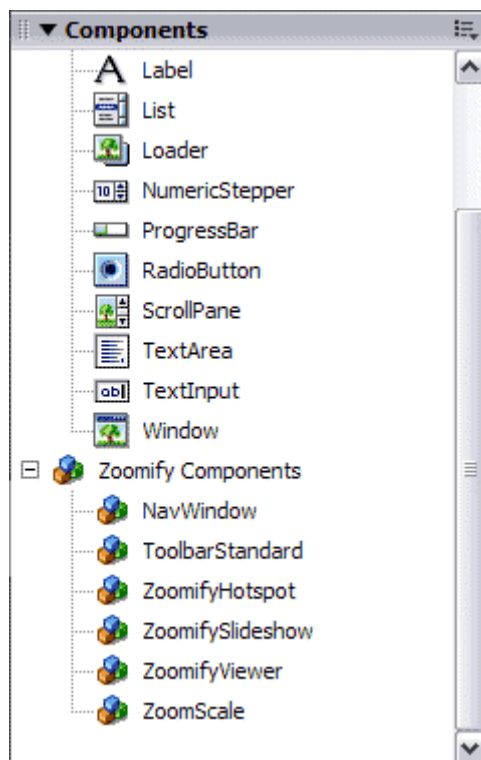 Components
Label
List
Loader
NumericStepper
ProgressBar
RadioButton
ScrollPane
TextArea
TextInput
Window
Zoomify Components
NavWindow
ToolbarStandard
ZoomifyHotspot
ZoomifySlideshow
ZoomifyViewer
ZoomScale